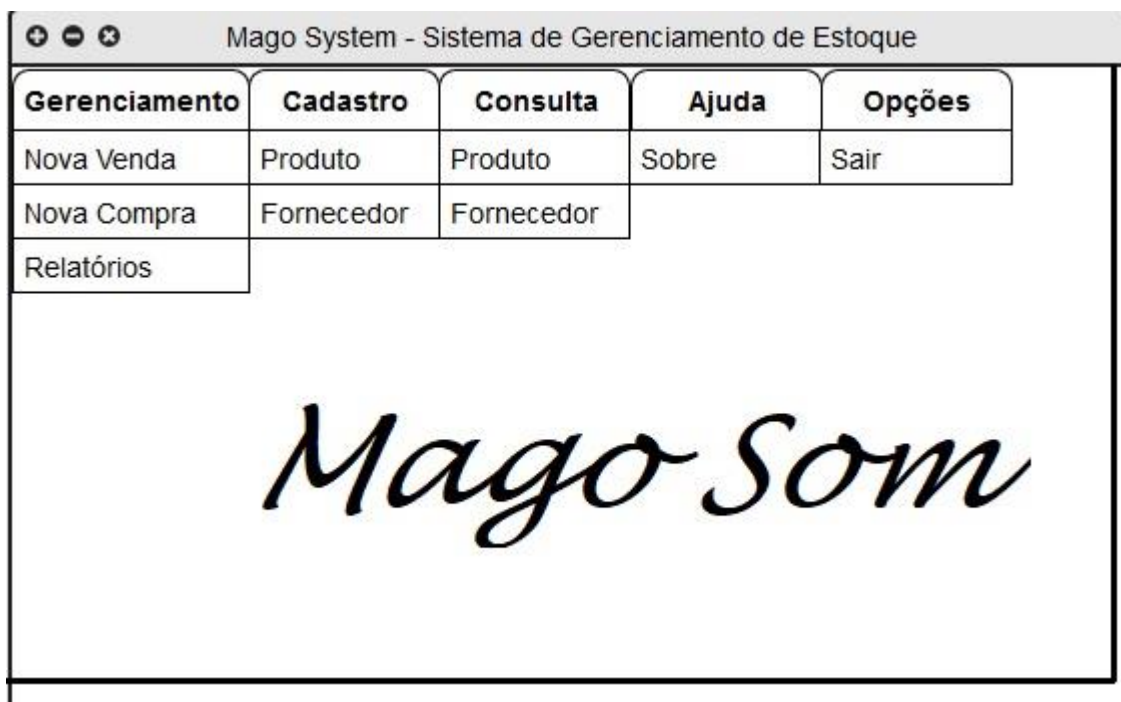 Mago System - Sistema de Gerenciamento de Estoque
Gerenciamento Cadastro Consulta Ajuda Opções
Nova Venda Produto Produto Sobre Sair
Nova Compra Fornecedor Fornecedor
Relatórios
Mago Som